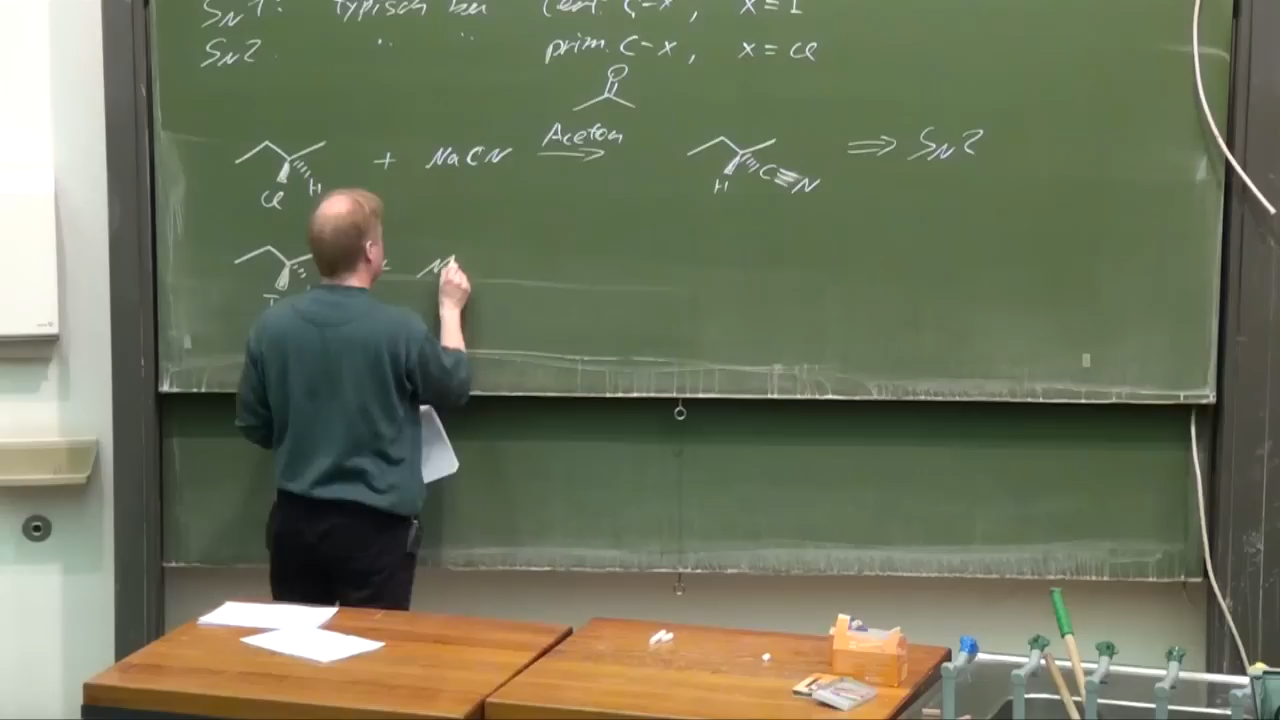 SN1: typisch bei tert. C-X, X=I
SN2: " " prim. C-X, X=Cl
O
Cl H + NaCN Aceton → H C≡N ⇒ SN2
I + N